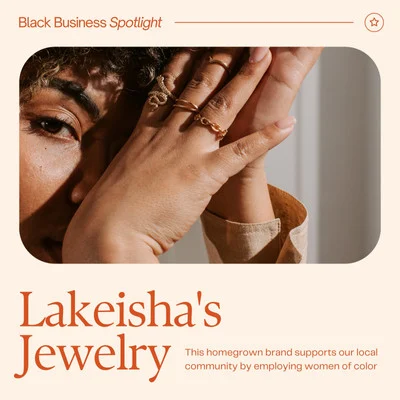 Black Business Spotlight
Lakeisha's
Jewelry
This homegrown brand supports our local
community by employing women of color